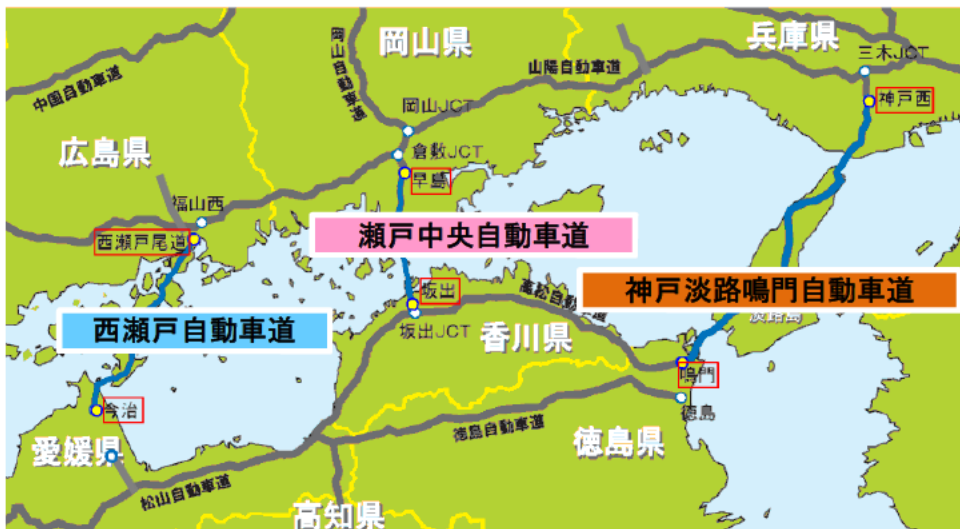 岡山県
兵庫県
岡山自動車道
山陽自動車道
三木JCT
中国自動車道
神戸西
岡山JCT
広島県
倉敷JCT
早島
福山西
瀬戸中央自動車道
西瀬戸尾道
神戸淡路鳴門自動車道
坂出
高松自動車道
淡路島
西瀬戸自動車道
坂出JCT
香川県
鳴門
今治
徳島
徳島自動車道
徳島県
愛媛県
松山自動車道
高知県